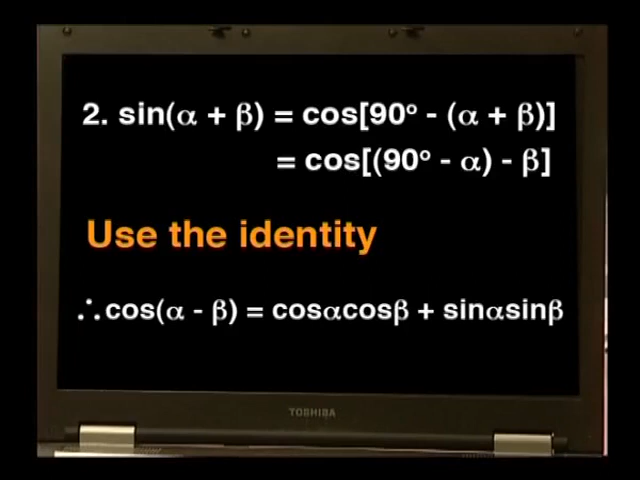 2. sin(α + β) = cos[90° - (α + β)]
= cos[(90° - α) - β]
Use the identity
∴cos(α - β) = cosαcosβ + sinαsinβ
TOSHIBA